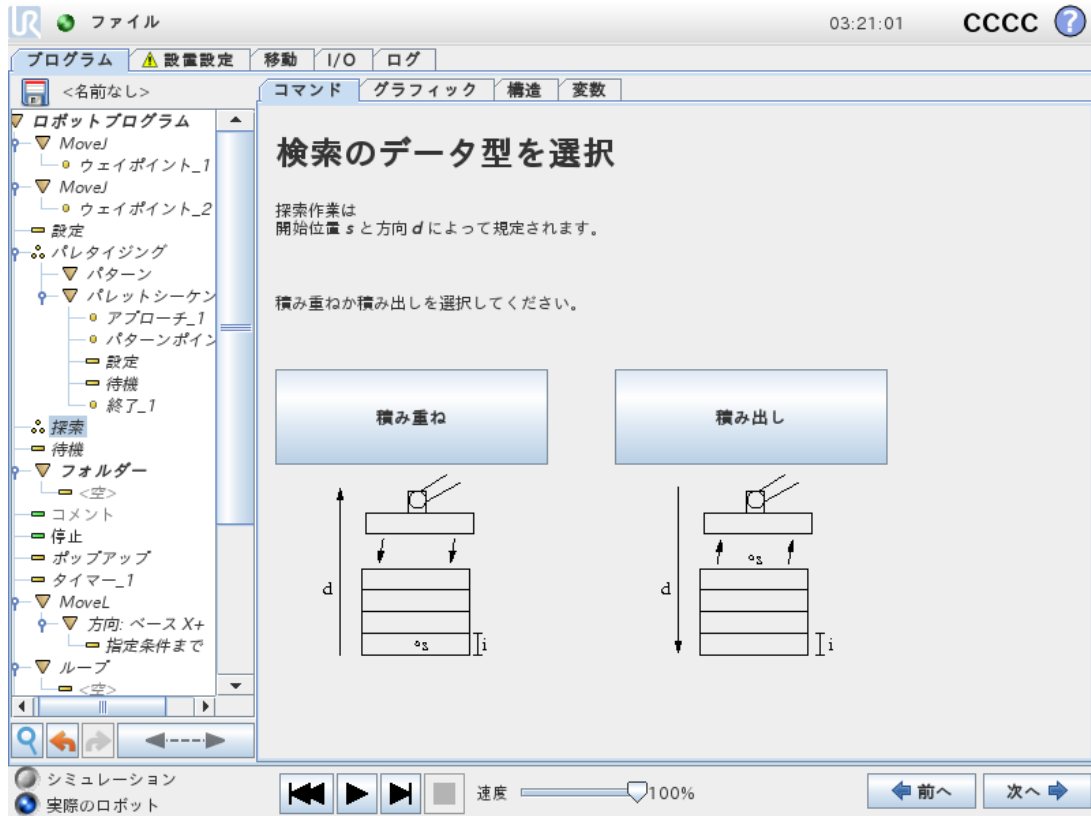 UR ファイル 03:21:01 CCCC ?
プログラム 設置設定 移動 I/O ログ
<名前なし>
コマンド グラフィック 構造 変数
ロボットプログラム
MoveJ
ウェイポイント_1
MoveJ
ウェイポイント_2
設定
パレタイジング
パターン
パレットシーケン
アプローチ_1
パターンポイン
設定
待機
終了_1
探索
待機
フォルダー
<空>
コメント
停止
ポップアップ
タイマー_1
MoveL
方向: ベース X+
指定条件まで
ループ
<空>
検索のデータ型を選択
探索作業は
開始位置 s と方向 d によって規定されます。
積み重ねか積み出しを選択してください。
積み重ね
積み出し
d
s
i
d
s
i
シミュレーション
実際のロボット
速度 100%
前へ
次へ